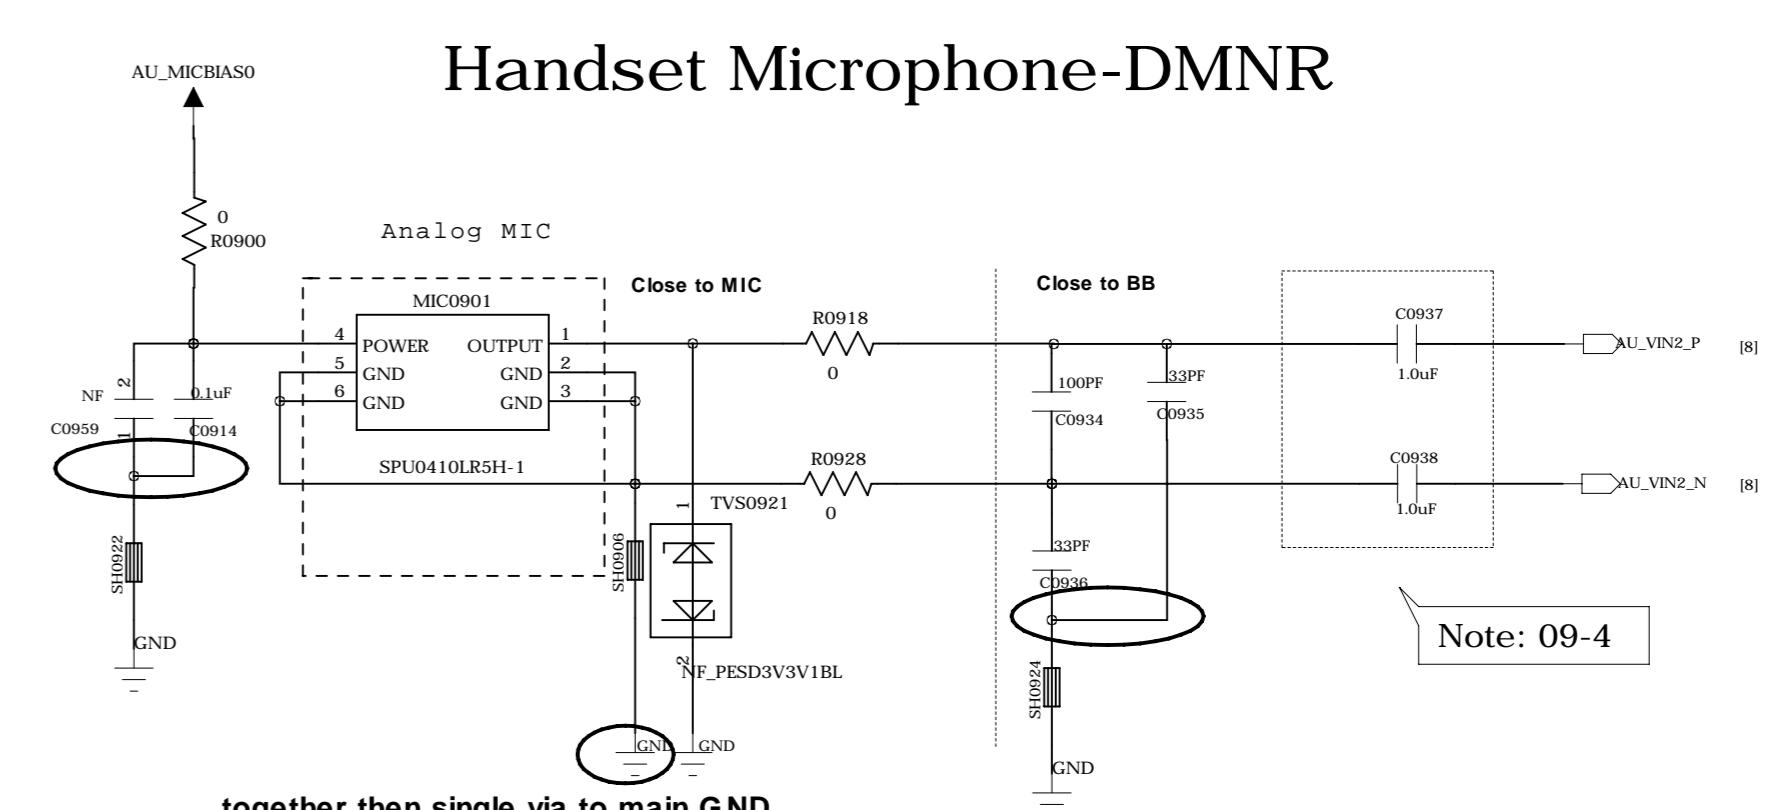 Handset Microphone-DMNR
AU_MICBIAS0
0
R0900
Analog MIC
Close to MIC
Close to BB
MIC0901
R0918
0
C0937
1.0uF
AU_VIN2_P
[8]
4
POWER
OUTPUT
1
5
GND
GND
2
6
GND
GND
3
SPU0410LR5H-1
NF
2
1
C0959
0.1uF
C0914
100PF
C0934
33PF
C0935
R0928
0
C0938
1.0uF
AU_VIN2_N
[8]
TVS0921
1
2
NF_PESD3V3V1BL
SH0922
GND
SH0906
GND
GND
33PF
C0936
SH0924
GND
Note: 09-4
together then single via to main GND